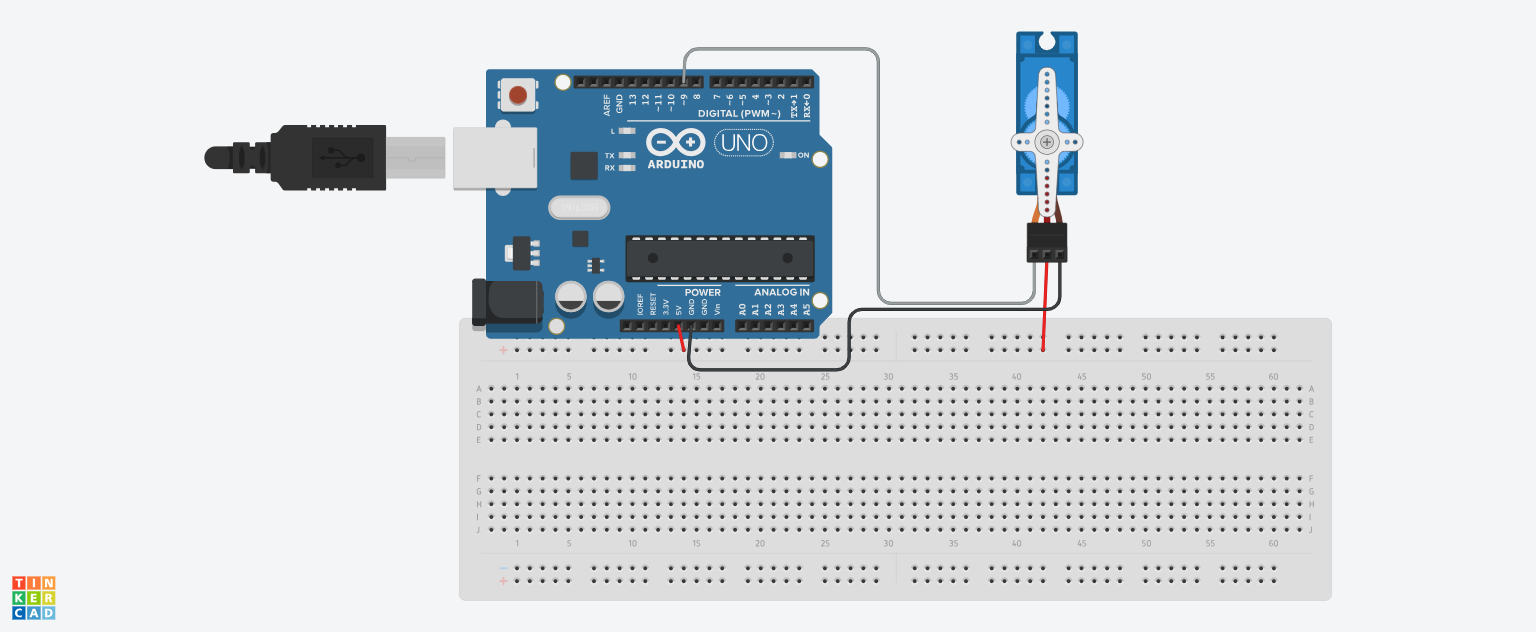 AREF
GND
13
12
~11
~10
~9
8
7
~6
~5
4
~3
2
TX→1
RX←0
DIGITAL (PWM~)
L
TX
RX
ARDUINO
UNO
ON
POWER
ANALOG IN
IOREF
RESET
3.3V
5V
GND
GND
Vin
A0
A1
A2
A3
A4
A5
1 5 10 15 20 25 30 35 40 45 50 55 60
A A
B B
C C
D D
E E
F F
G G
H H
I I
J J
1 5 10 15 20 25 30 35 40 45 50 55 60
TIN
KER
CAD